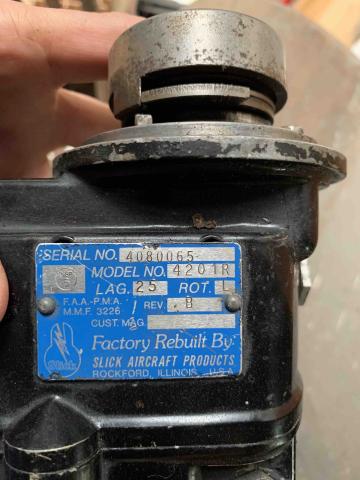 SERIAL NO. 4080065
MODEL NO. 4201R
LAG. 25 ROT. L
F.A.A.-P.M.A.
M.M.F. 3226 / REV. B
CUST. MAG.
Factory Rebuilt By:
SLICK AIRCRAFT PRODUCTS
ROCKFORD, ILLINOIS U.S.A.
Slick